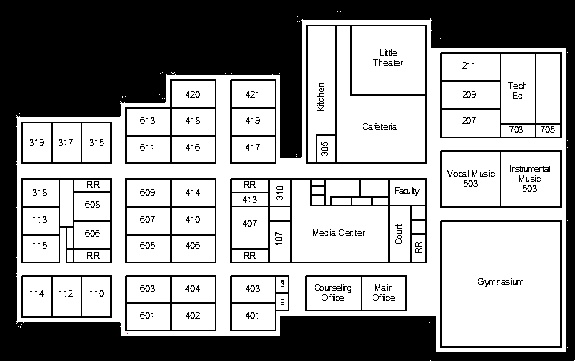 Little
Theater
Kitchen
Cafeteria
305
211
209
207
Tech
Ed
703
705
420
421
613
418
419
611
416
417
319
317
315
Vocal Music
503
Instrumental
Music
503
RR
605
113
115
606
RR
609
414
607
410
605
406
RR
413
310
407
107
RR
Media Center
Faculty
Court
RR
Gymnasium
114
112
110
603
404
601
402
403
401
Counseling
Office
Main
Office